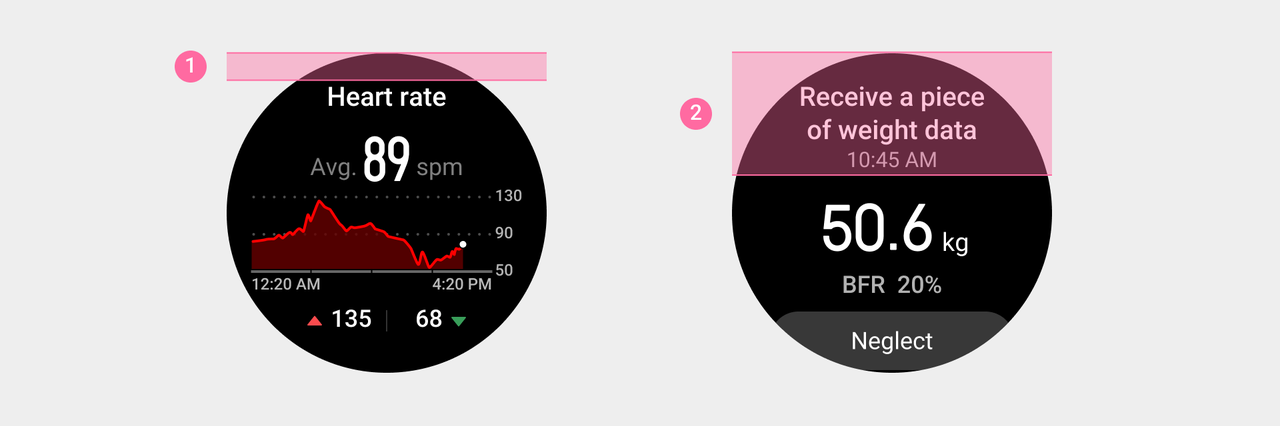 1
Heart rate
Avg. 89 spm
130
90
50
12:20 AM 4:20 PM
135 68
2
Receive a piece
of weight data
10:45 AM
50.6 kg
BFR 20%
Neglect